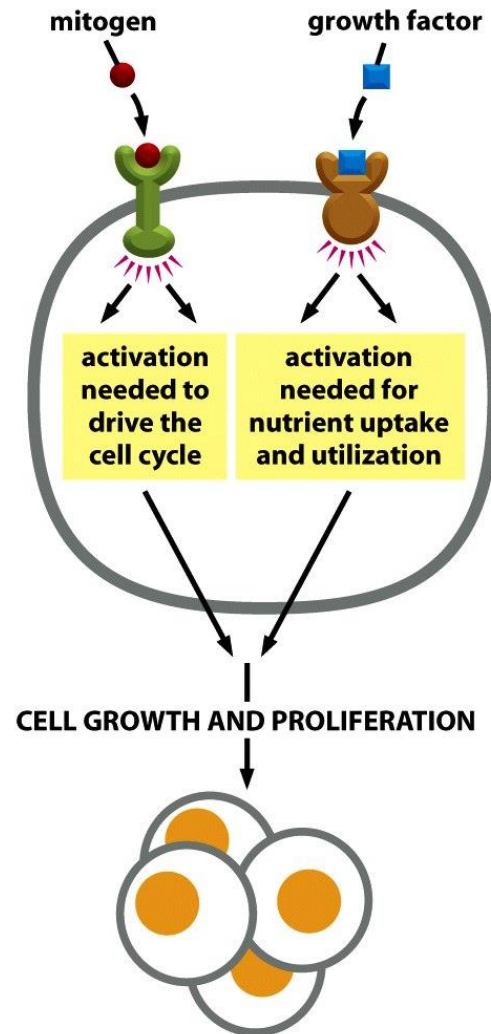 mitogen
growth factor
activation
needed to
drive the
cell cycle
activation
needed for
nutrient uptake
and utilization
CELL GROWTH AND PROLIFERATION